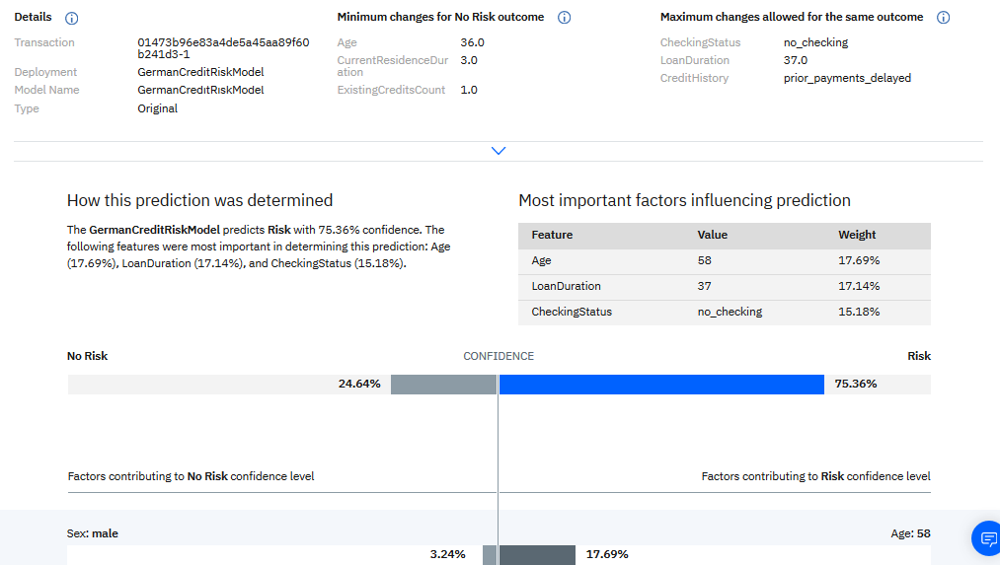 Details
Transaction 01473b96e83a4de5a45aa89f60
b241d3-1
Deployment GermanCreditRiskModel
Model Name GermanCreditRiskModel
Type Original
Minimum changes for No Risk outcome
Age 36.0
CurrentResidenceDur 3.0
ation
ExistingCreditsCount 1.0
Maximum changes allowed for the same outcome
CheckingStatus no_checking
LoanDuration 37.0
CreditHistory prior_payments_delayed
How this prediction was determined
The GermanCreditRiskModel predicts Risk with 75.36% confidence. The
following features were most important in determining this prediction: Age
(17.69%), LoanDuration (17.14%), and CheckingStatus (15.18%).
Most important factors influencing prediction
Feature Value Weight
Age 58 17.69%
LoanDuration 37 17.14%
CheckingStatus no_checking 15.18%
No Risk CONFIDENCE Risk
24.64% 75.36%
Factors contributing to No Risk confidence level
Factors contributing to Risk confidence level
Sex: male Age: 58
3.24% 17.69%